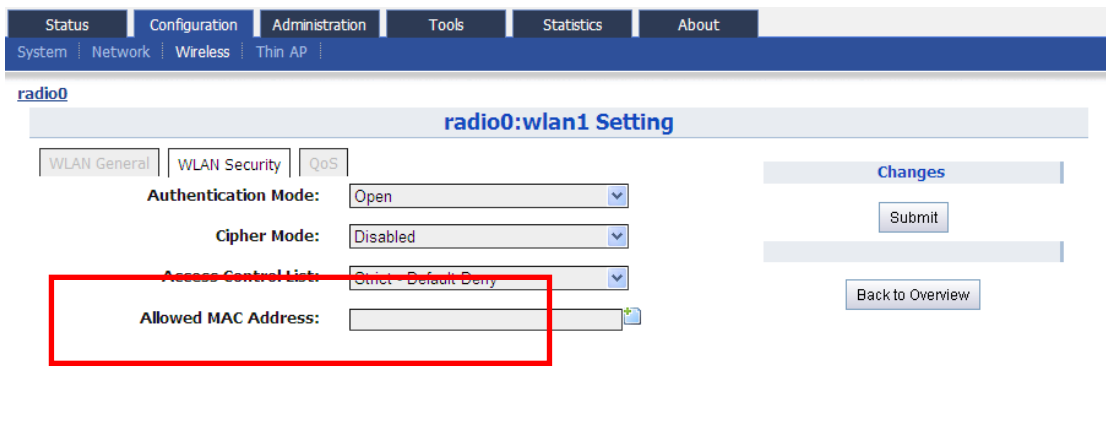 Status Configuration Administration Tools Statistics About
System Network Wireless Thin AP
radio0
radio0:wlan1 Setting
WLAN General WLAN Security QoS
Changes
Authentication Mode: Open
Submit
Cipher Mode: Disabled
Access Control List: Strict - Default Deny
Back to Overview
Allowed MAC Address: